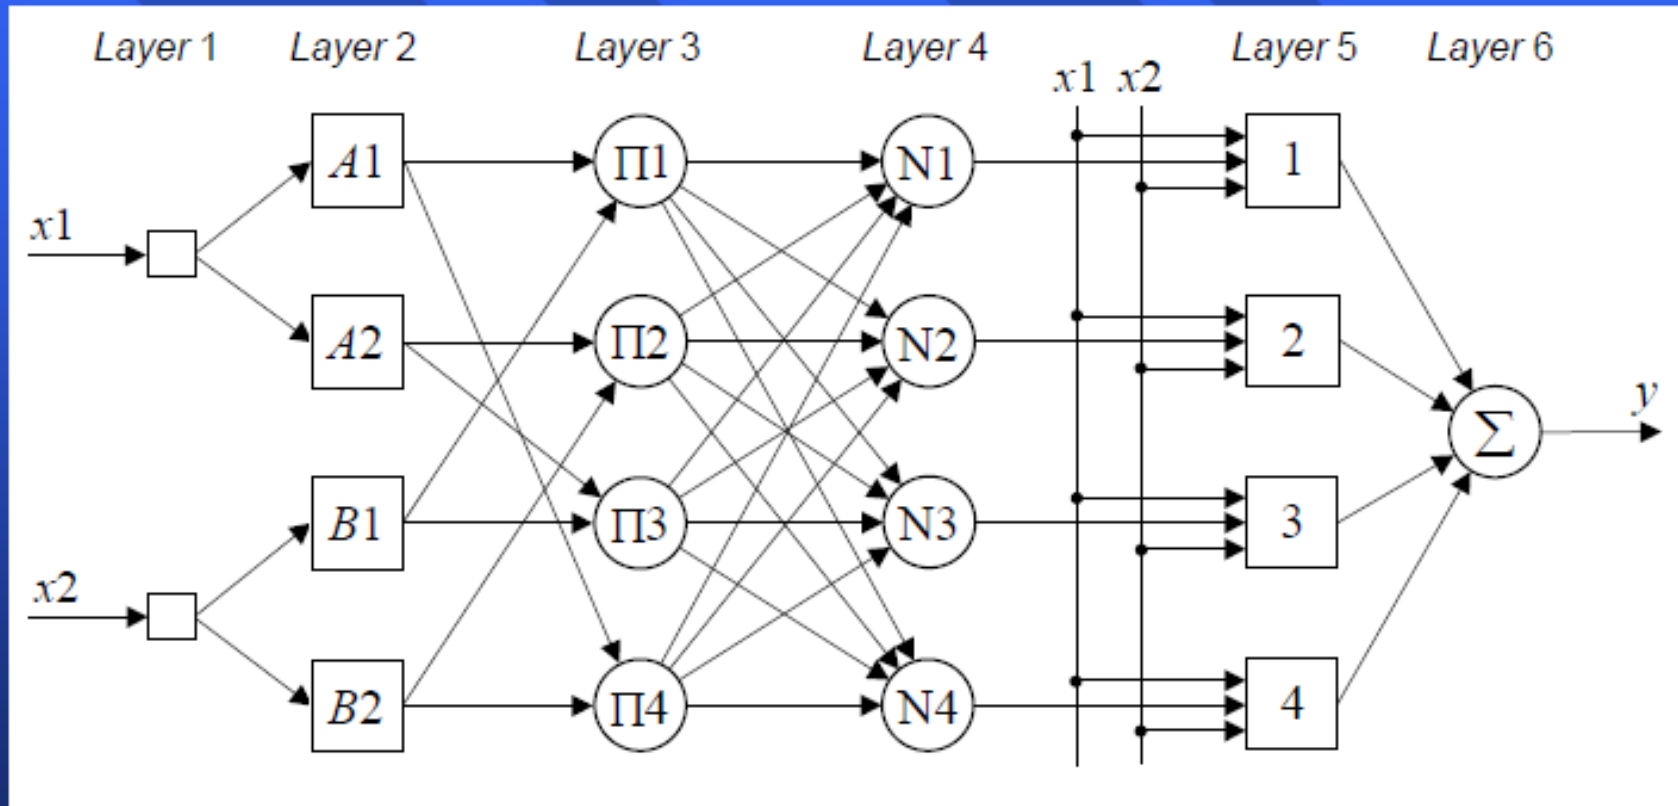 Layer 1 Layer 2 Layer 3 Layer 4 Layer 5 Layer 6
x1 x2
A1 Π1 N1 1
x1
A2 Π2 N2 2
y
Σ
B1 Π3 N3 3
x2
B2 Π4 N4 4